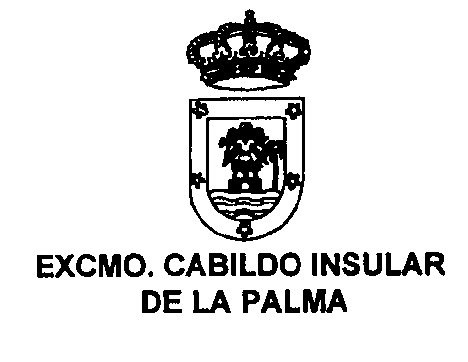 EXCMO. CABILDO INSULAR
DE LA PALMA